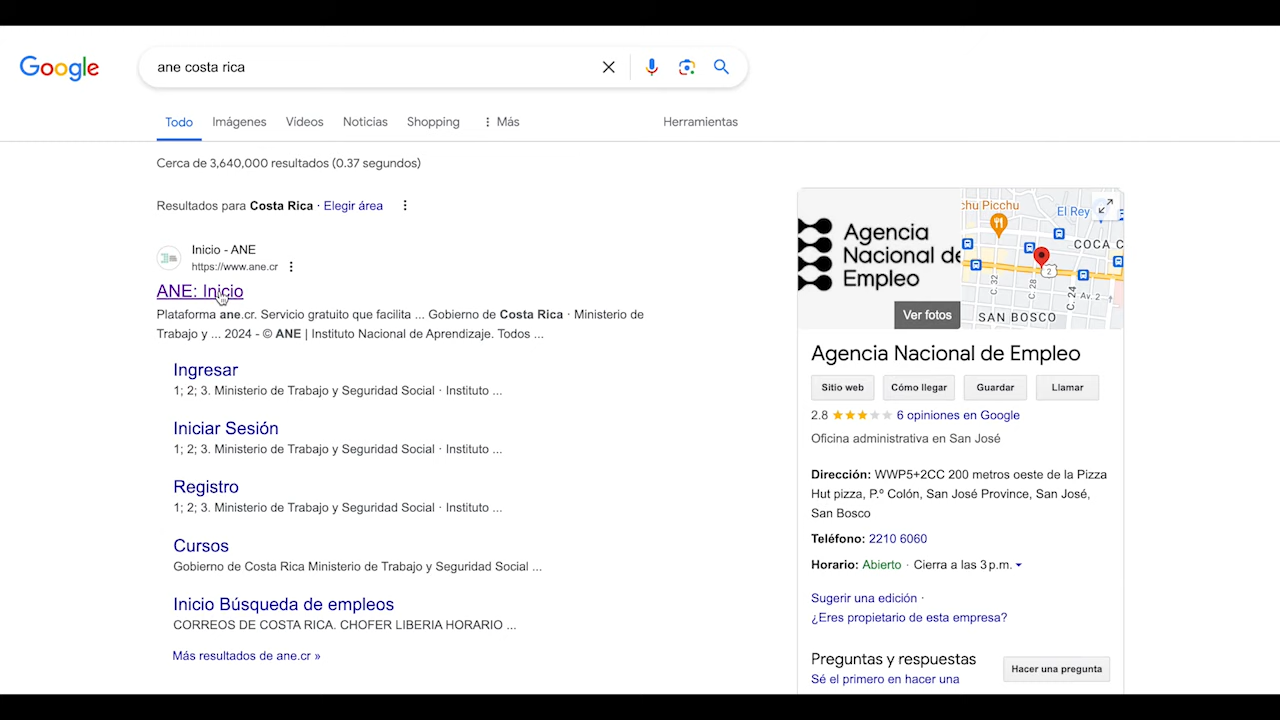 Google
ane costa rica
Todo Imágenes Vídeos Noticias Shopping Más Herramientas
Cerca de 3,640,000 resultados (0.37 segundos)
Resultados para Costa Rica · Elegir área
Inicio - ANE
https://www.ane.cr
ANE: Inicio
Plataforma ane.cr. Servicio gratuito que facilita ... Gobierno de Costa Rica · Ministerio de
Trabajo y ... 2024 - © ANE | Instituto Nacional de Aprendizaje. Todos ...
Ingresar
1; 2; 3. Ministerio de Trabajo y Seguridad Social · Instituto ...
Iniciar Sesión
1; 2; 3. Ministerio de Trabajo y Seguridad Social · Instituto ...
Registro
1; 2; 3. Ministerio de Trabajo y Seguridad Social · Instituto ...
Cursos
Gobierno de Costa Rica Ministerio de Trabajo y Seguridad Social ...
Inicio Búsqueda de empleos
CORREOS DE COSTA RICA. CHOFER LIBERIA HORARIO ...
Más resultados de ane.cr »
Agencia
Nacional de
Empleo
Ver fotos
chu Picchu
El Rey
COCA C
C. 32
C. 28
C. 24
2
Av. 2
SAN BOSCO
Agencia Nacional de Empleo
Sitio web Cómo llegar Guardar Llamar
2.8 6 opiniones en Google
Oficina administrativa en San José
Dirección: WWP5+2CC 200 metros oeste de la Pizza
Hut pizza, P.º Colón, San José Province, San José,
San Bosco
Teléfono: 2210 6060
Horario: Abierto · Cierra a las 3 p.m.
Sugerir una edición ·
¿Eres propietario de esta empresa?
Preguntas y respuestas
Sé el primero en hacer una
Hacer una pregunta